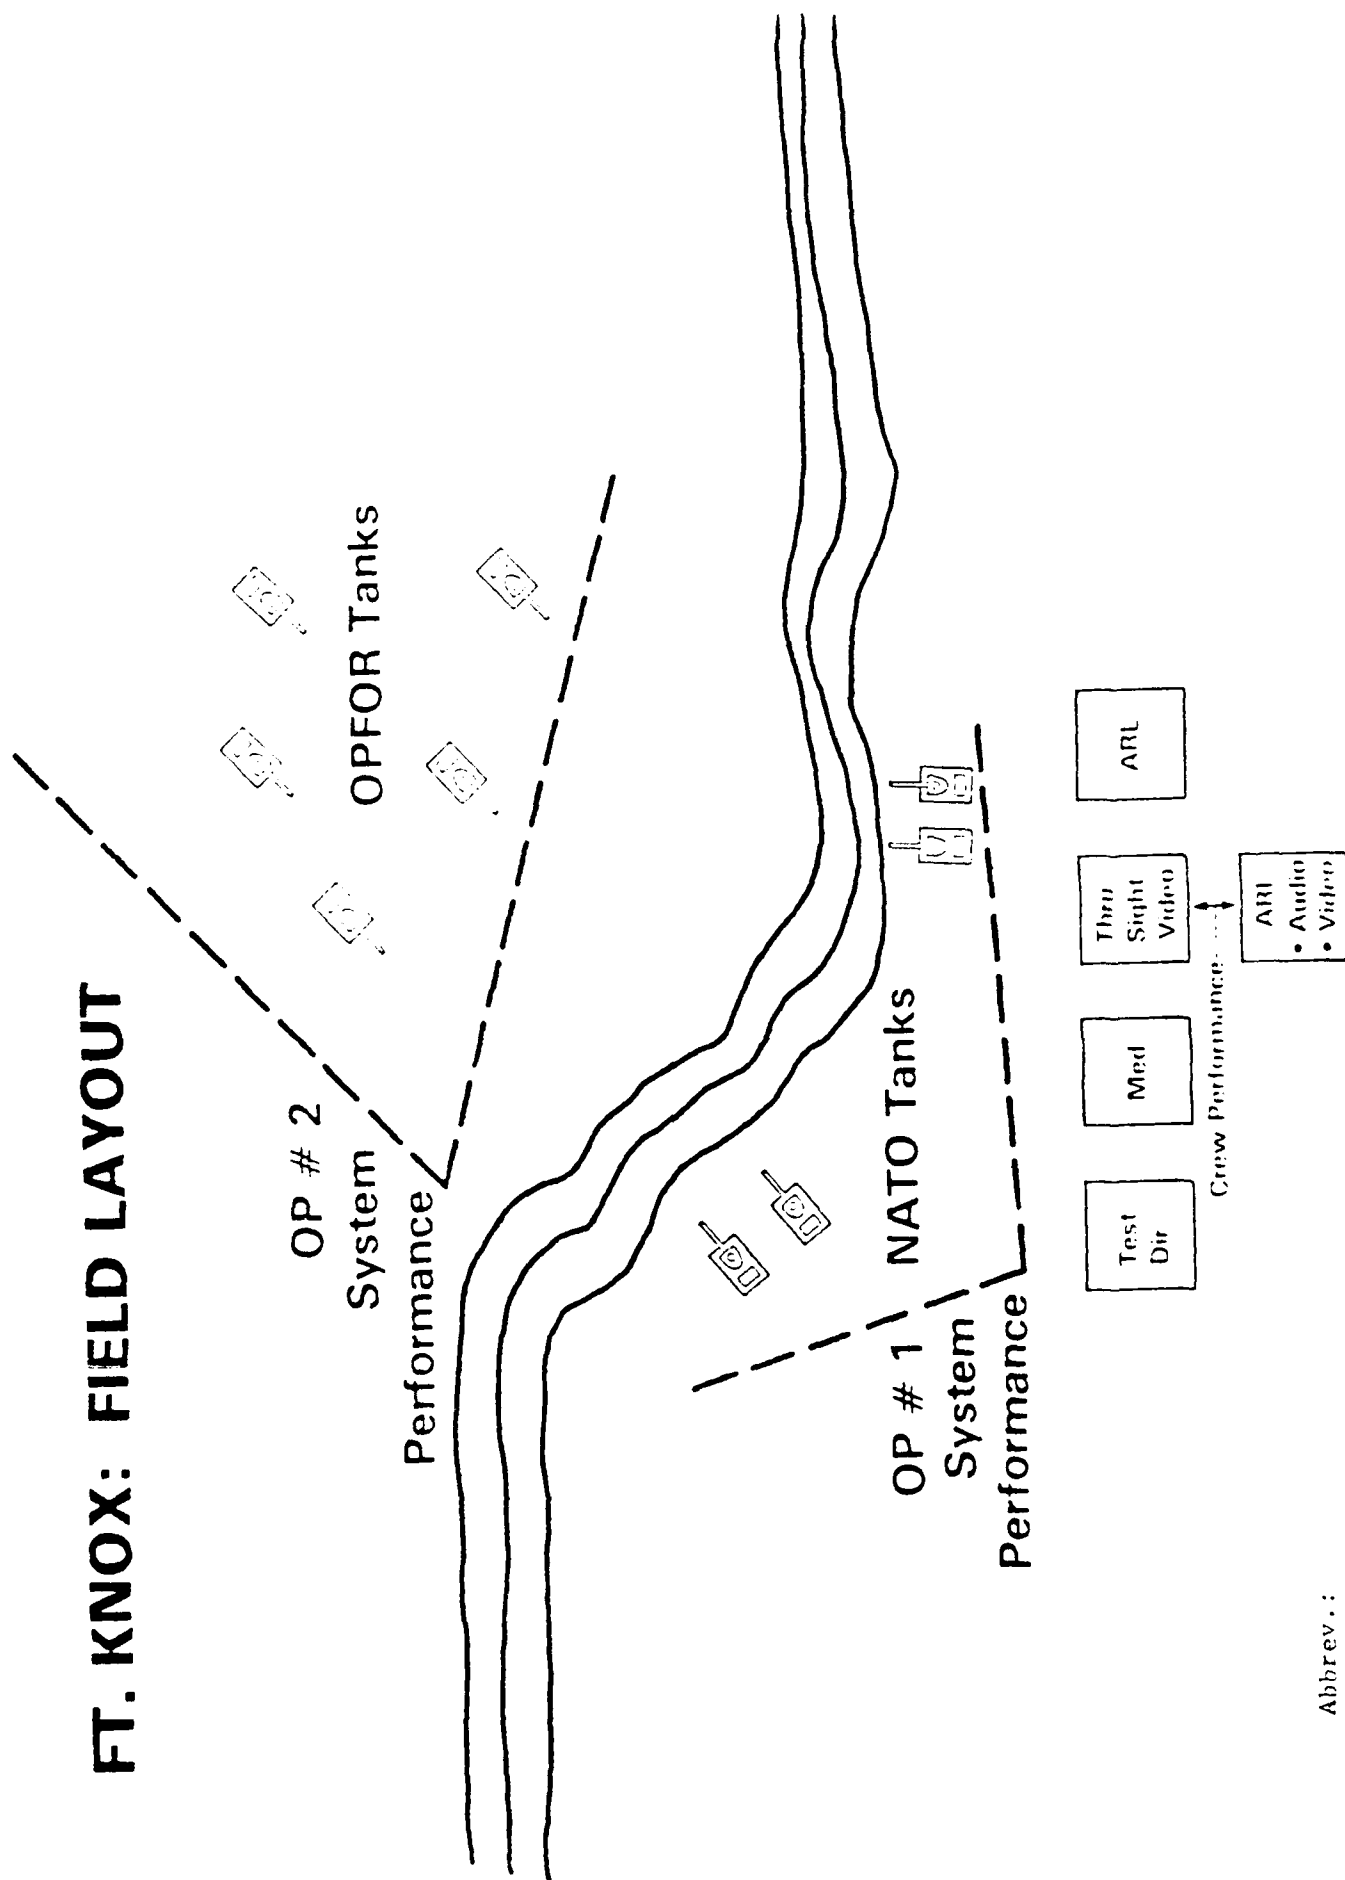 FT. KNOX: FIELD LAYOUT
OP # 2
System
Performance
OPFOR Tanks
OP # 1
System
Performance
NATO Tanks
Test
Dir
Med
Thru
Sight
Video
ARL
Crew Performance
ARI
• Audio
• Video
Abbrev.: